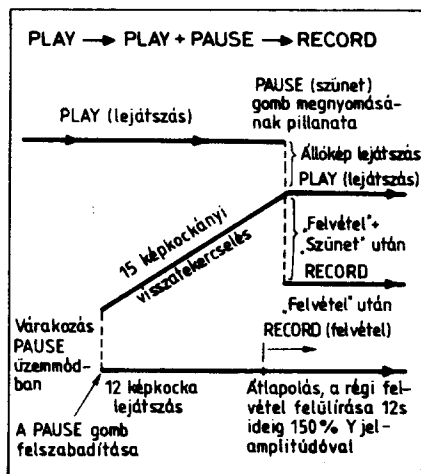 PLAY → PLAY + PAUSE → RECORD
PAUSE (szünet)
gomb megnyomásá-
nak pillanata
PLAY (lejátszás)
Állókép lejátszás
PLAY (lejátszás)
15 képkockányi
visszatekercselés
„Felvétel"+
„Szünet" után
RECORD
„Felvétel" után
RECORD (felvétel)
Várakozás
PAUSE
üzemmód-
ban
12 képkocka
lejátszás
Átlapolás, a régi fel-
vétel felülírása 12s
ideig 150% Y jel-
amplitúdóval
A PAUSE gomb
felszabadítása